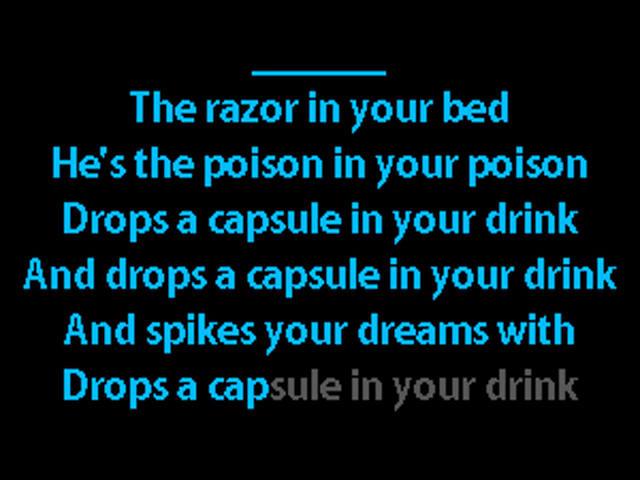 The razor in your bed
He's the poison in your poison
Drops a capsule in your drink
And drops a capsule in your drink
And spikes your dreams with
Drops a capsule in your drink